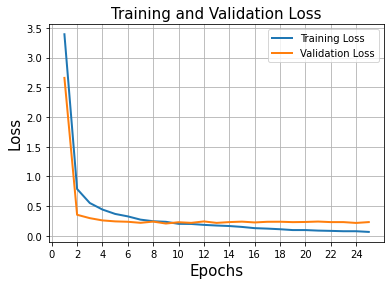 Training and Validation Loss
Training Loss
Validation Loss
3.5
3.0
2.5
2.0
1.5
1.0
0.5
0.0
Loss
0 2 4 6 8 10 12 14 16 18 20 22 24
Epochs